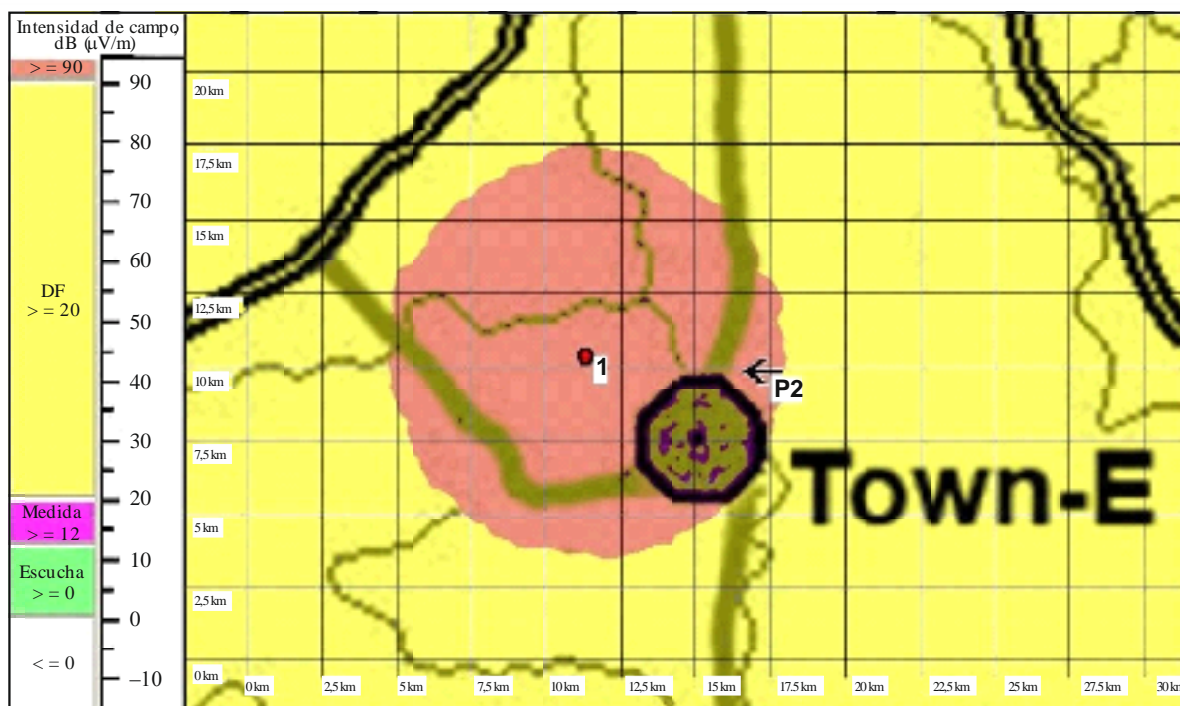 Intensidad de campo,
dB (µV/m)
> = 90
DF
> = 20
Medida
> = 12
Escucha
> = 0
< = 0
90
80
70
60
50
40
30
20
10
0
–10
20 km
17,5 km
15 km
12,5 km
10 km
7,5 km
5 km
2,5 km
0 km
0 km
2,5 km
5 km
7,5 km
10 km
12,5 km
15 km
17.5 km
20 km
22,5 km
25 km
27.5 km
30 km
1
P2
Town-E